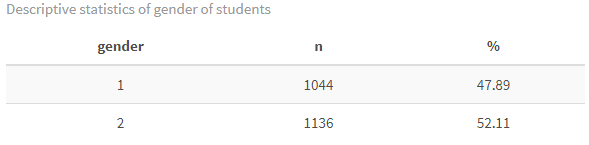 Descriptive statistics of gender of students
gender n %
1 1044 47.89
2 1136 52.11